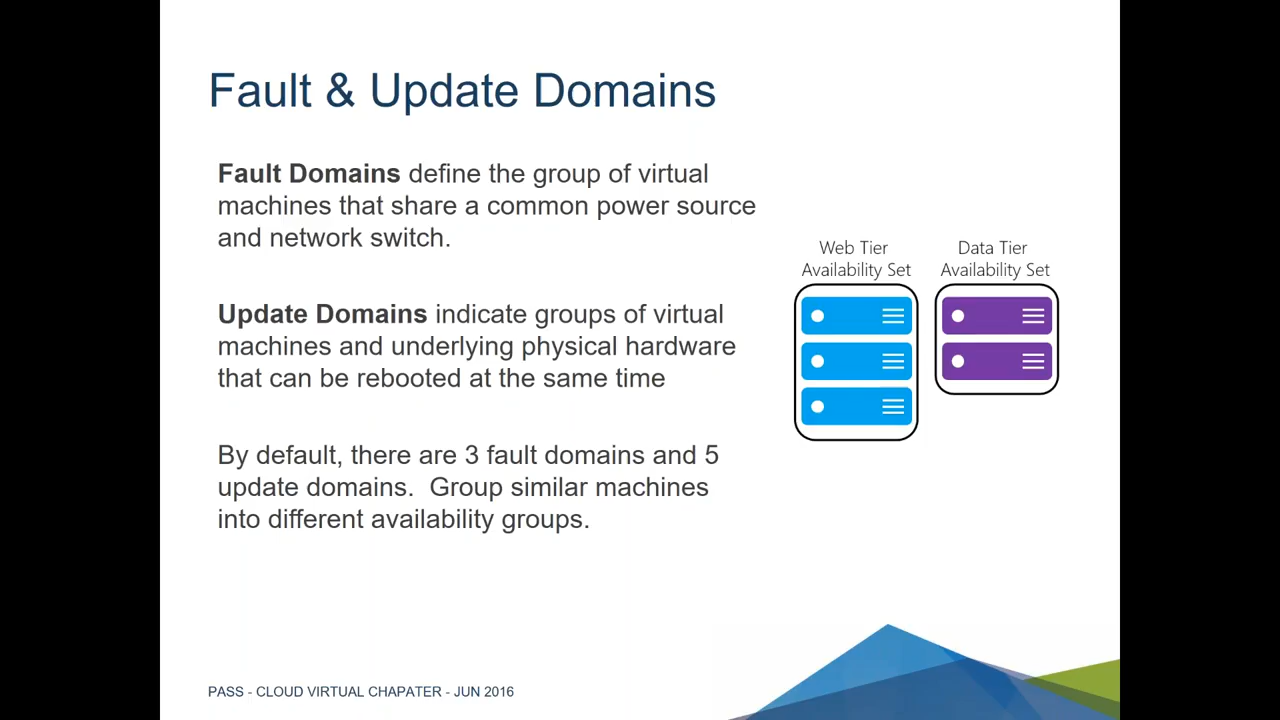 Fault & Update Domains
Fault Domains define the group of virtual
machines that share a common power source
and network switch.
Update Domains indicate groups of virtual
machines and underlying physical hardware
that can be rebooted at the same time
By default, there are 3 fault domains and 5
update domains.  Group similar machines
into different availability groups.
Web Tier
Availability Set
Data Tier
Availability Set
PASS - CLOUD VIRTUAL CHAPATER - JUN 2016